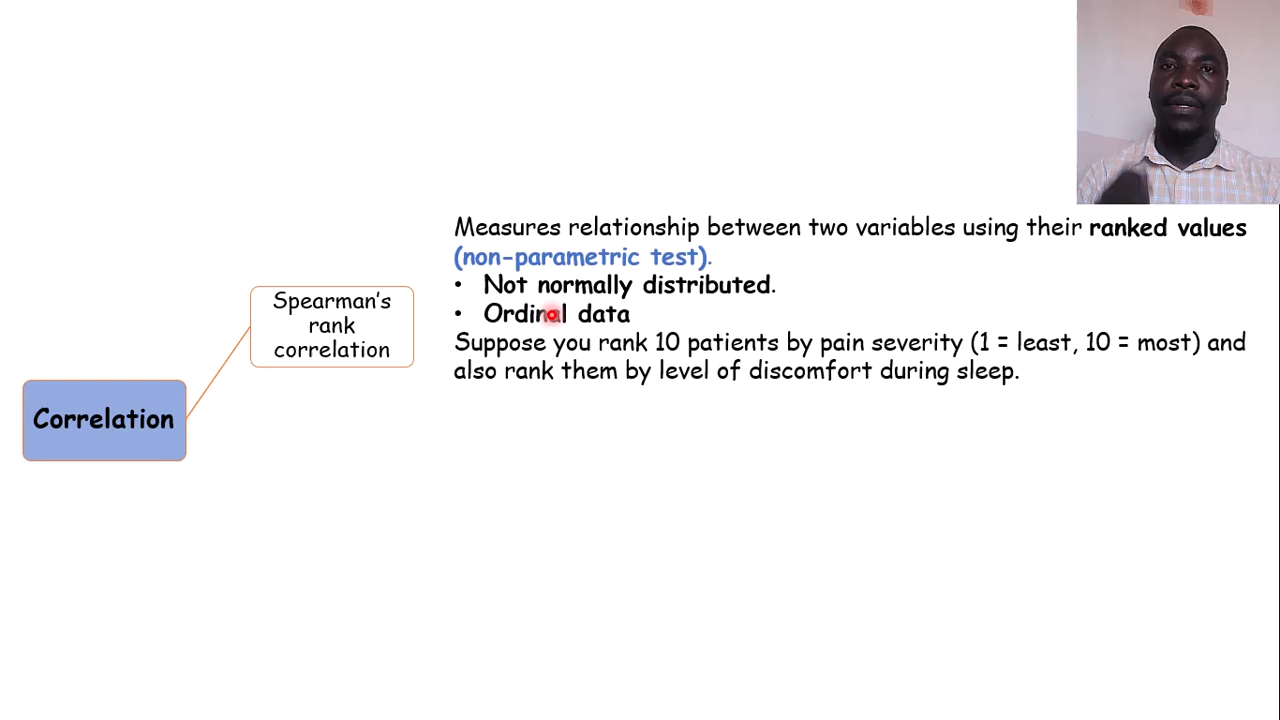 Measures relationship between two variables using their ranked values
(non-parametric test).
• Not normally distributed.
• Ordinal data
Suppose you rank 10 patients by pain severity (1 = least, 10 = most) and
also rank them by level of discomfort during sleep.
Spearman's
rank
correlation
Correlation